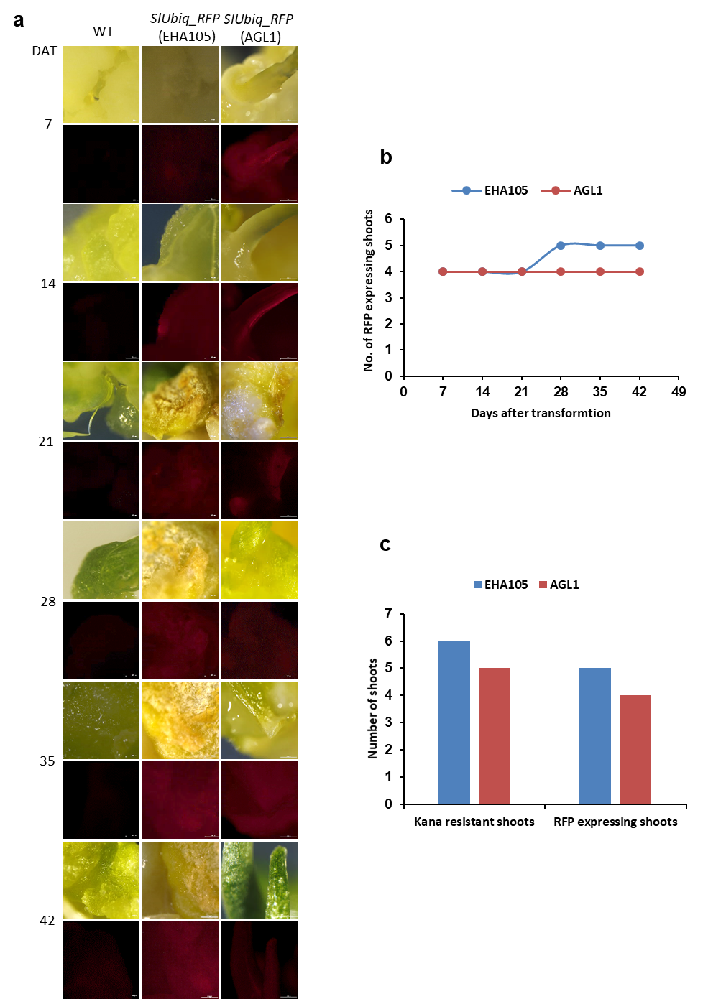 a
WT
SlUbiq_RFP
(EHA105)
SlUbiq_RFP
(AGL1)
DAT
7
14
21
28
35
42
b
EHA105
AGL1
No. of RFP expressing shoots
6
5
4
3
2
1
0
0 7 14 21 28 35 42 49
Days after transformtion
c
EHA105
AGL1
Number of shoots
7
6
5
4
3
2
1
0
Kana resistant shoots
RFP expressing shoots